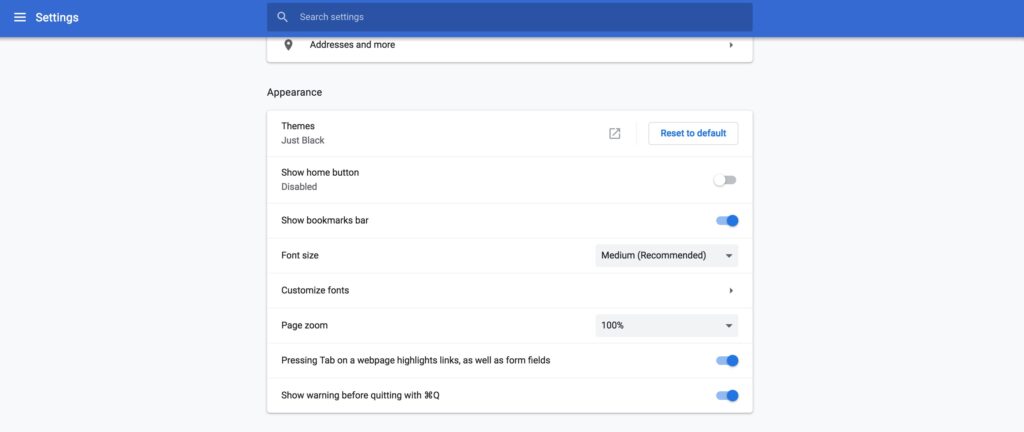 Settings
Search settings
Addresses and more
Appearance
Themes
Just Black
Reset to default
Show home button
Disabled
Show bookmarks bar
Font size
Medium (Recommended)
Customize fonts
Page zoom
100%
Pressing Tab on a webpage highlights links, as well as form fields
Show warning before quitting with ⌘Q